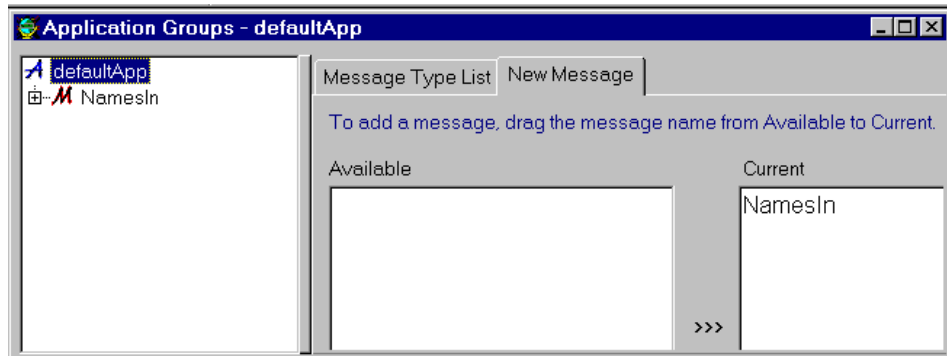 Application Groups - defaultApp
A defaultApp
M NamesIn
Message Type List
New Message
To add a message, drag the message name from Available to Current.
Available
Current
NamesIn
>>>